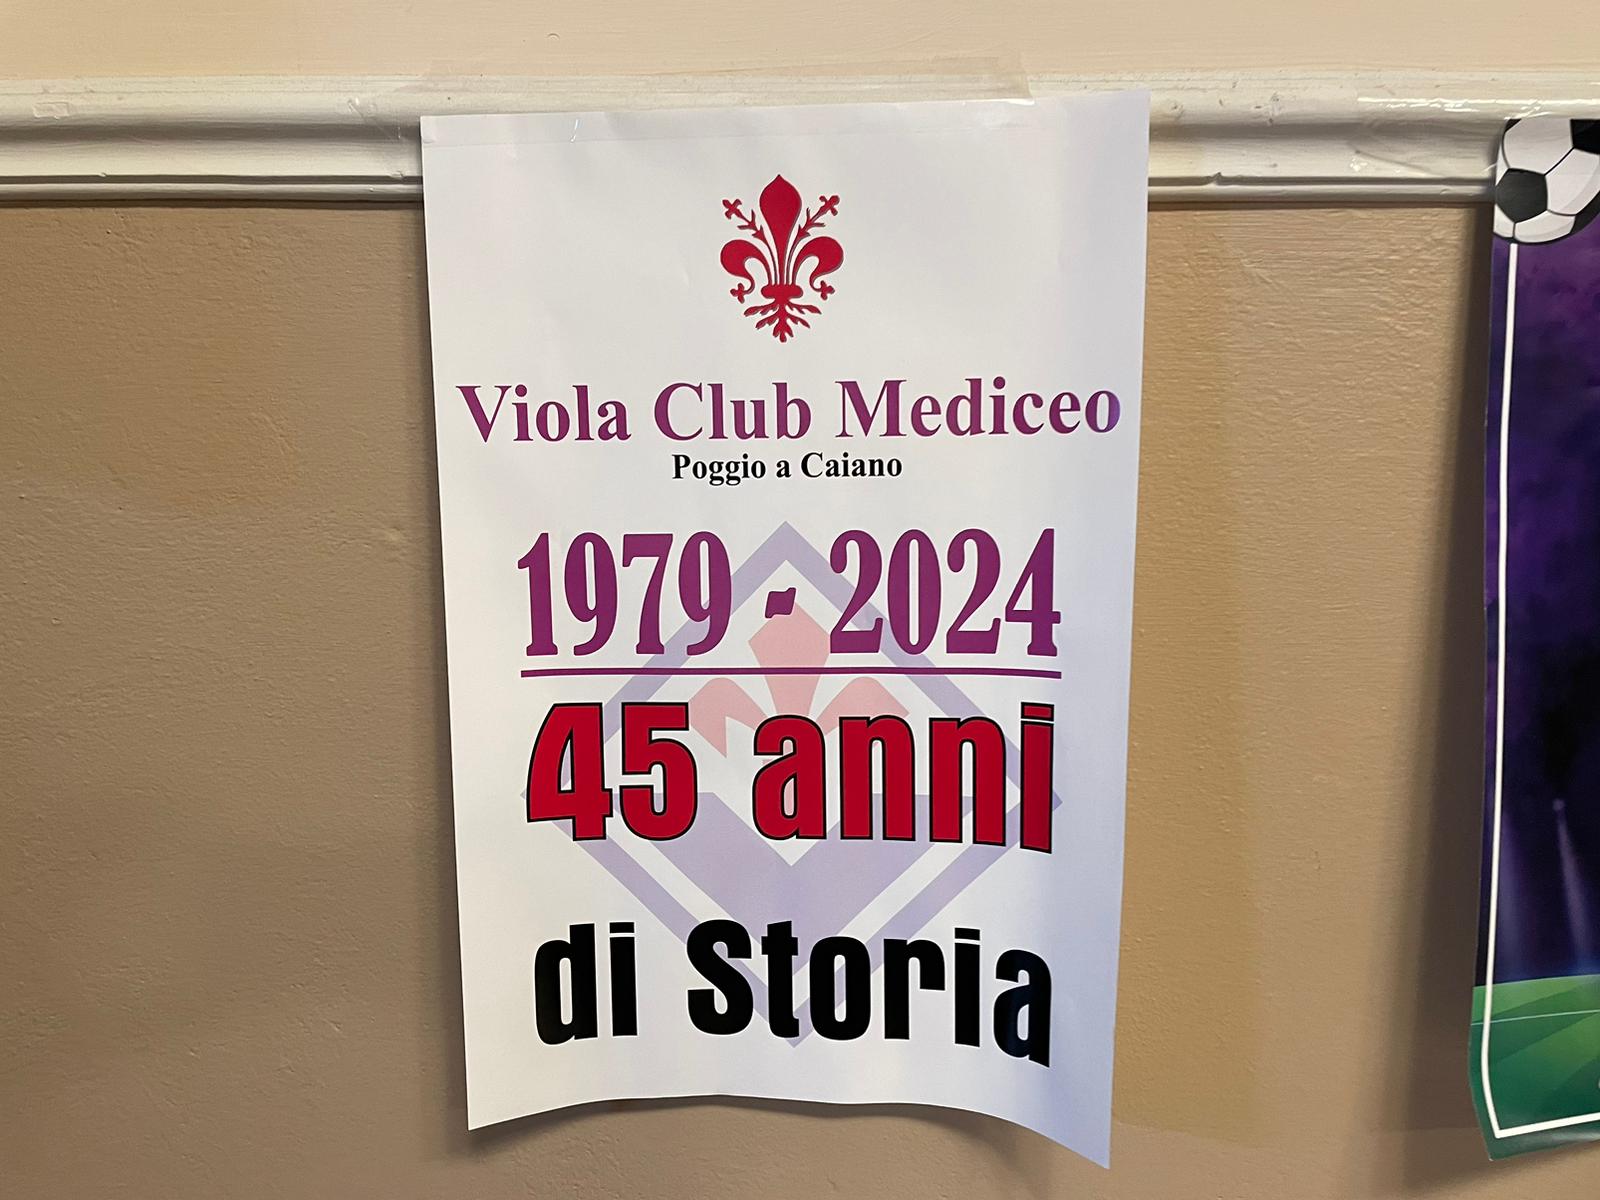 Viola Club Mediceo
Poggio a Caiano
1979 - 2024
45 anni
di Storia